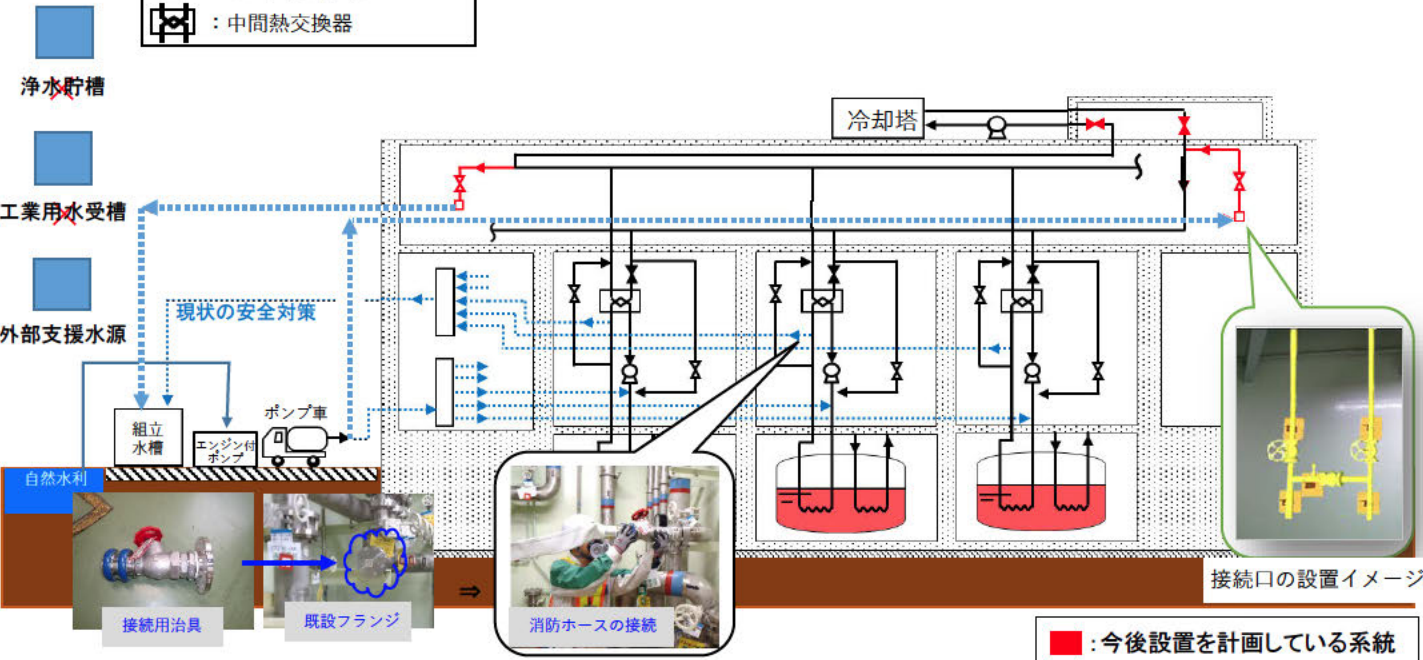 ：中間熱交換器
浄水貯槽
工業用水受槽
外部支援水源
冷却塔
現状の安全対策
組立
水槽
エンジン付
ポンプ
ポンプ車
自然水利
接続用治具
既設フランジ
⇒
消防ホースの接続
接続口の設置イメージ
：今後設置を計画している系統